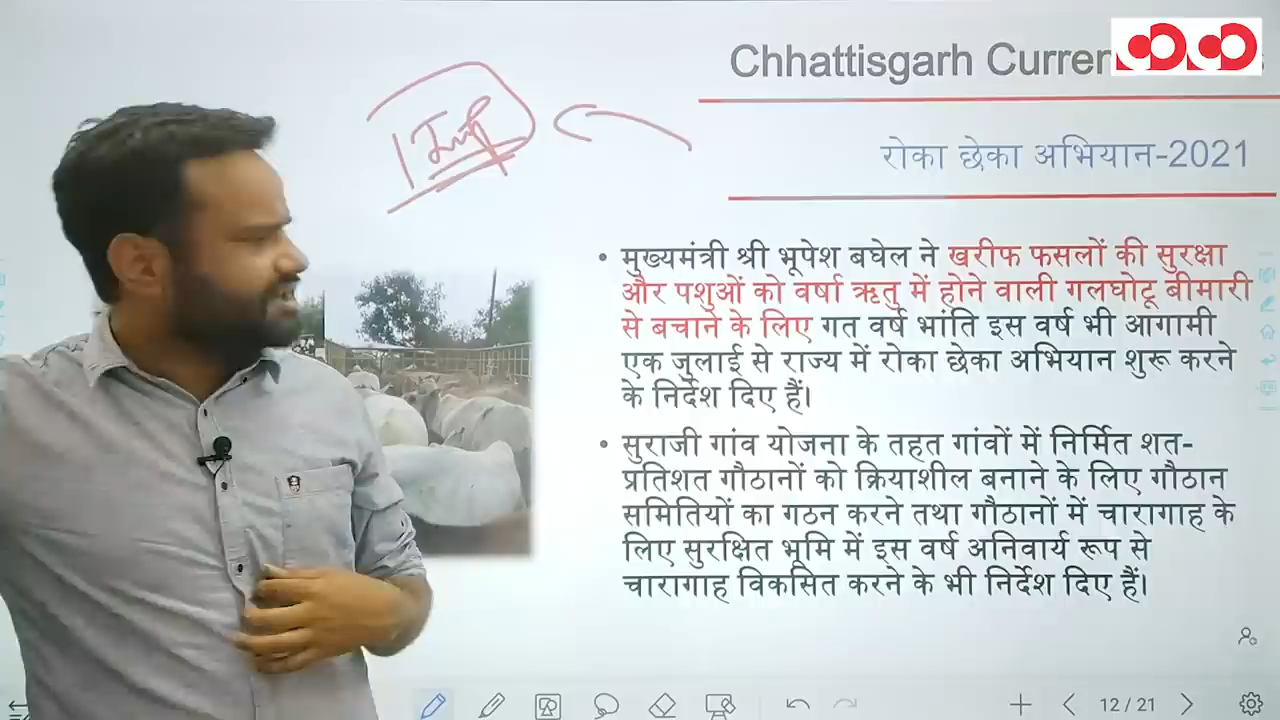 Chhattisgarh Curren
Imp
रोका छेका अभियान-2021
• मुख्यमंत्री श्री भूपेश बघेल ने खरीफ फसलों की सुरक्षा
और पशुओं को वर्षा ऋतु में होने वाली गलघोटू बीमारी
से बचाने के लिए गत वर्ष भांति इस वर्ष भी आगामी
एक जुलाई से राज्य में रोका छेका अभियान शुरू करने
के निर्देश दिए हैं।
• सुराजी गांव योजना के तहत गांवों में निर्मित शत-
प्रतिशत गौठानों को क्रियाशील बनाने के लिए गौठान
समितियों का गठन करने तथा गौठानों में चारागाह के
लिए सुरक्षित भूमि में इस वर्ष अनिवार्य रूप से
चारागाह विकसित करने के भी निर्देश दिए हैं।
12 / 21